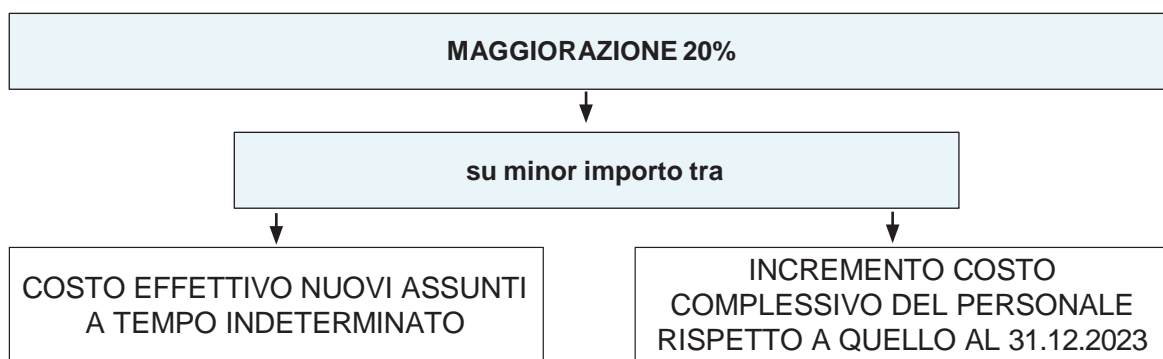 MAGGIORAZIONE 20%
su minor importo tra
COSTO EFFETTIVO NUOVI ASSUNTI
A TEMPO INDETERMINATO
INCREMENTO COSTO
COMPLESSIVO DEL PERSONALE
RISPETTO A QUELLO AL 31.12.2023